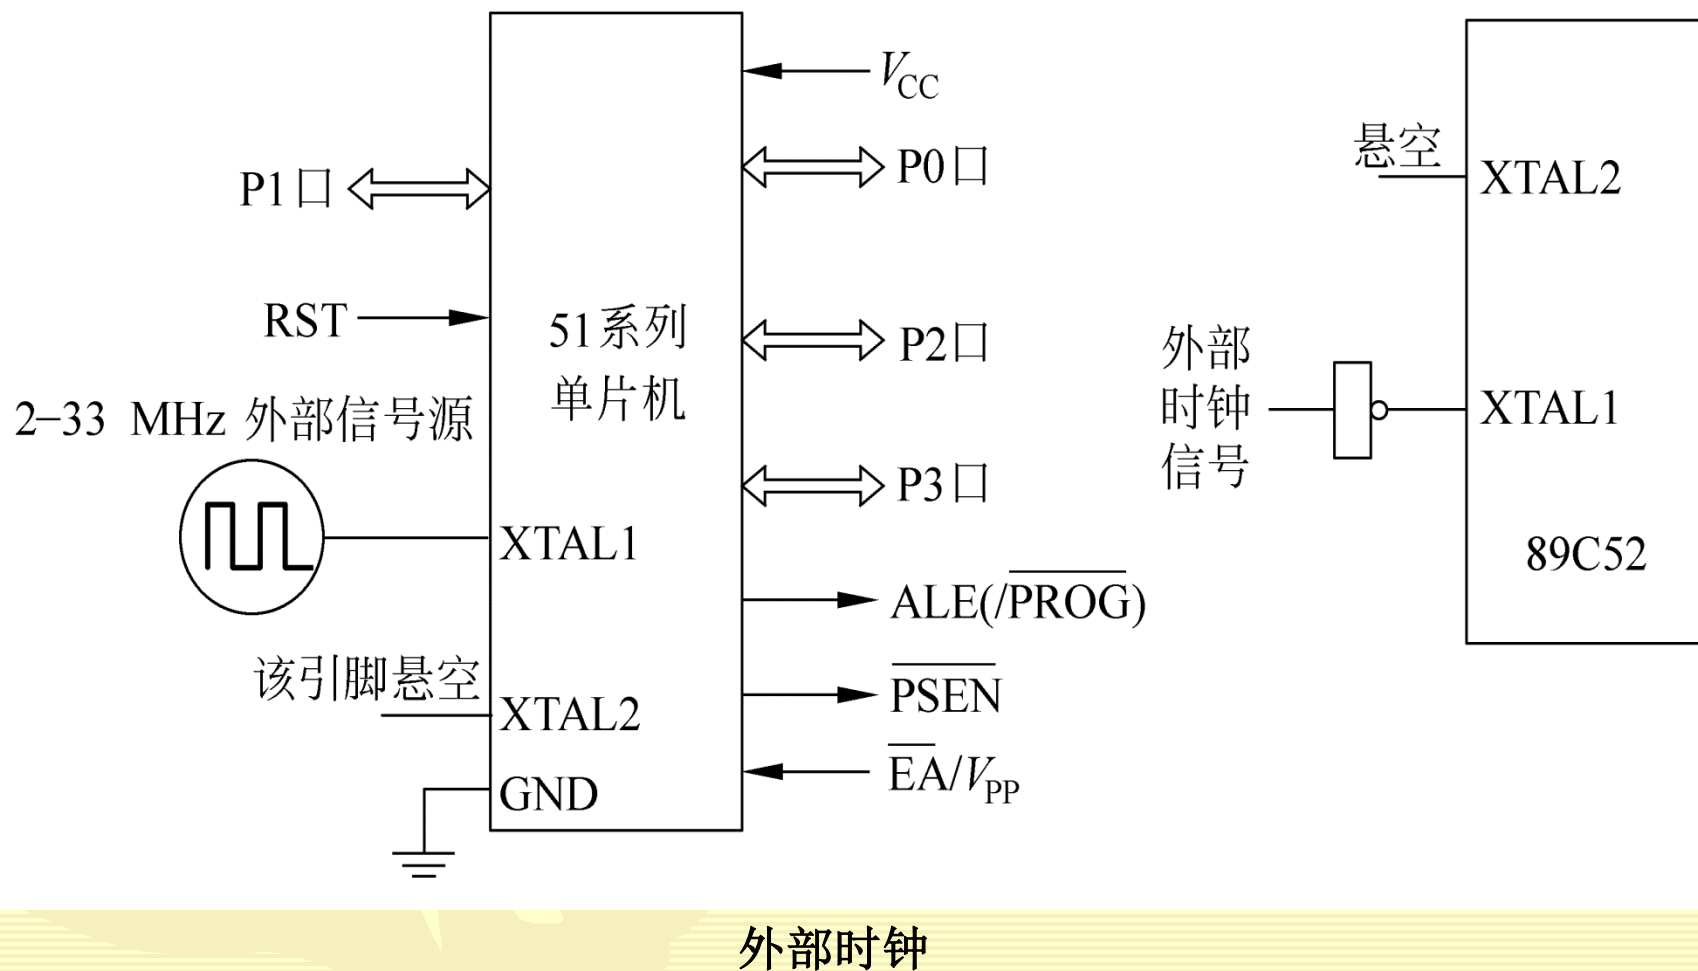 V_CC
P0口
P1口
RST
51系列
单片机
P2口
2–33 MHz 外部信号源
P3口
XTAL1
ALE(/PROG)
该引脚悬空
PSEN
XTAL2
EA/V_PP
GND
悬空
XTAL2
外部
时钟
信号
XTAL1
89C52
外部时钟